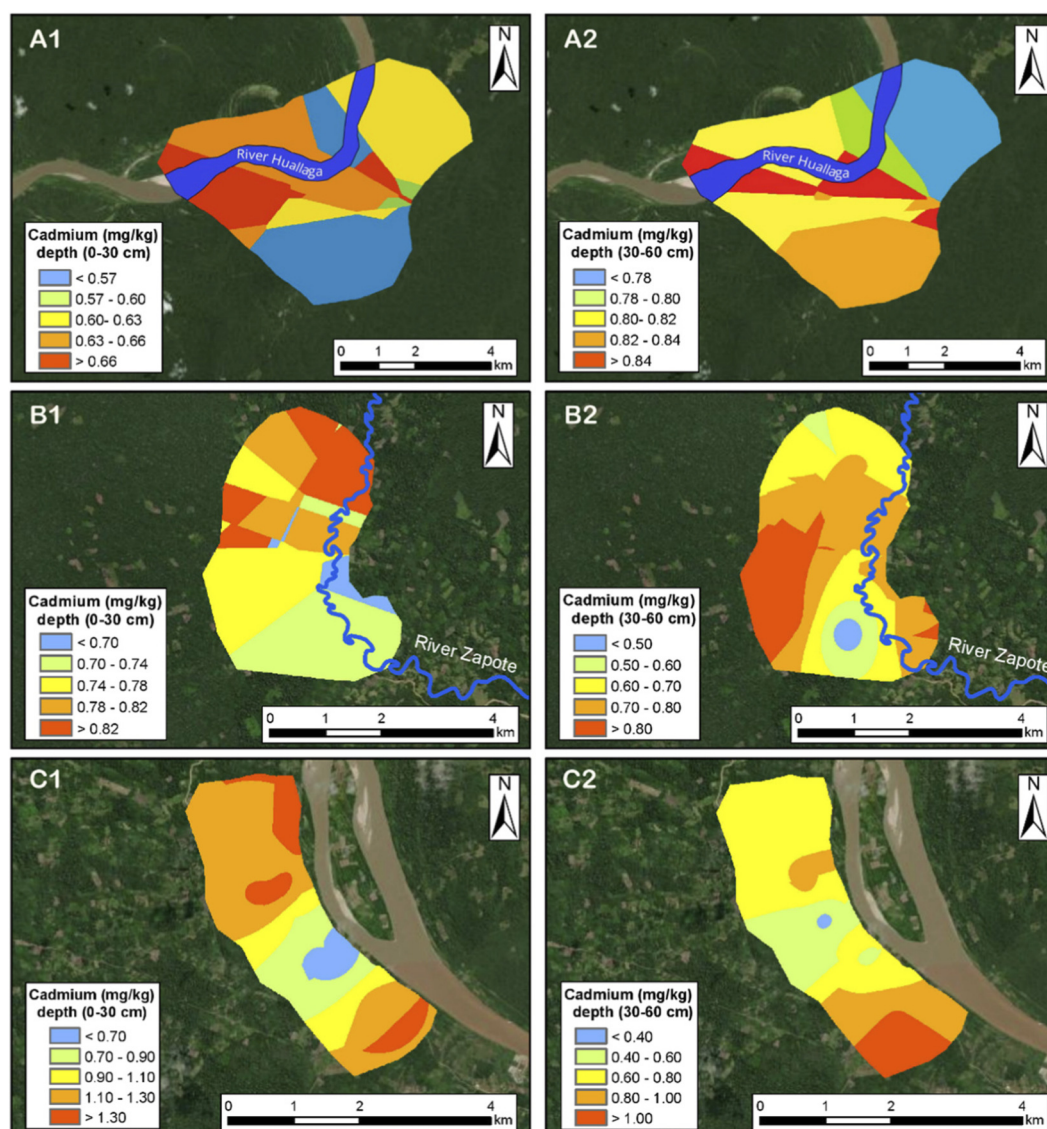 A1
N
River Huallaga
Cadmium (mg/kg)
depth (0-30 cm)
< 0.57
0.57 - 0.60
0.60- 0.63
0.63 - 0.66
> 0.66
0 1 2 4
km
A2
N
River Huallaga
Cadmium (mg/kg)
depth (30-60 cm)
< 0.78
0.78 - 0.80
0.80- 0.82
0.82 - 0.84
> 0.84
0 1 2 4
km
B1
N
River Zapote
Cadmium (mg/kg)
depth (0-30 cm)
< 0.70
0.70 - 0.74
0.74 - 0.78
0.78 - 0.82
> 0.82
0 1 2 4
km
B2
N
River Zapote
Cadmium (mg/kg)
depth (30-60 cm)
< 0.50
0.50 - 0.60
0.60 - 0.70
0.70 - 0.80
> 0.80
0 1 2 4
km
C1
N
Cadmium (mg/kg)
depth (0-30 cm)
< 0.70
0.70 - 0.90
0.90 - 1.10
1.10 - 1.30
> 1.30
0 1 2 4
km
C2
N
Cadmium (mg/kg)
depth (30-60 cm)
< 0.40
0.40 - 0.60
0.60 - 0.80
0.80 - 1.00
> 1.00
0 1 2 4
km